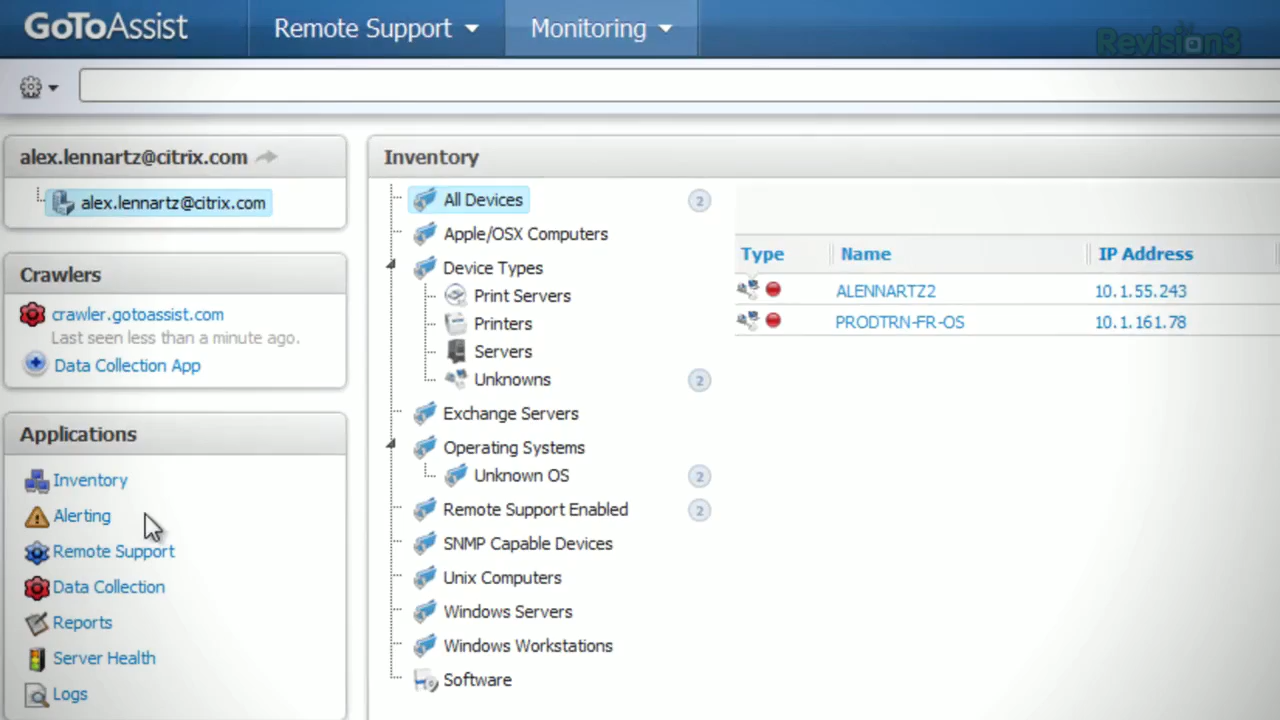 GoToAssist
Remote Support
Monitoring
Revision3
alex.lennartz@citrix.com
alex.lennartz@citrix.com
Crawlers
crawler.gotoassist.com
Last seen less than a minute ago.
Data Collection App
Applications
Inventory
Alerting
Remote Support
Data Collection
Reports
Server Health
Logs
Inventory
All Devices 2
Apple/OSX Computers
Device Types
Print Servers
Printers
Servers
Unknowns 2
Exchange Servers
Operating Systems
Unknown OS 2
Remote Support Enabled 2
SNMP Capable Devices
Unix Computers
Windows Servers
Windows Workstations
Software
Type Name IP Address
ALENNARTZ2 10.1.55.243
PRODTRN-FR-OS 10.1.161.78